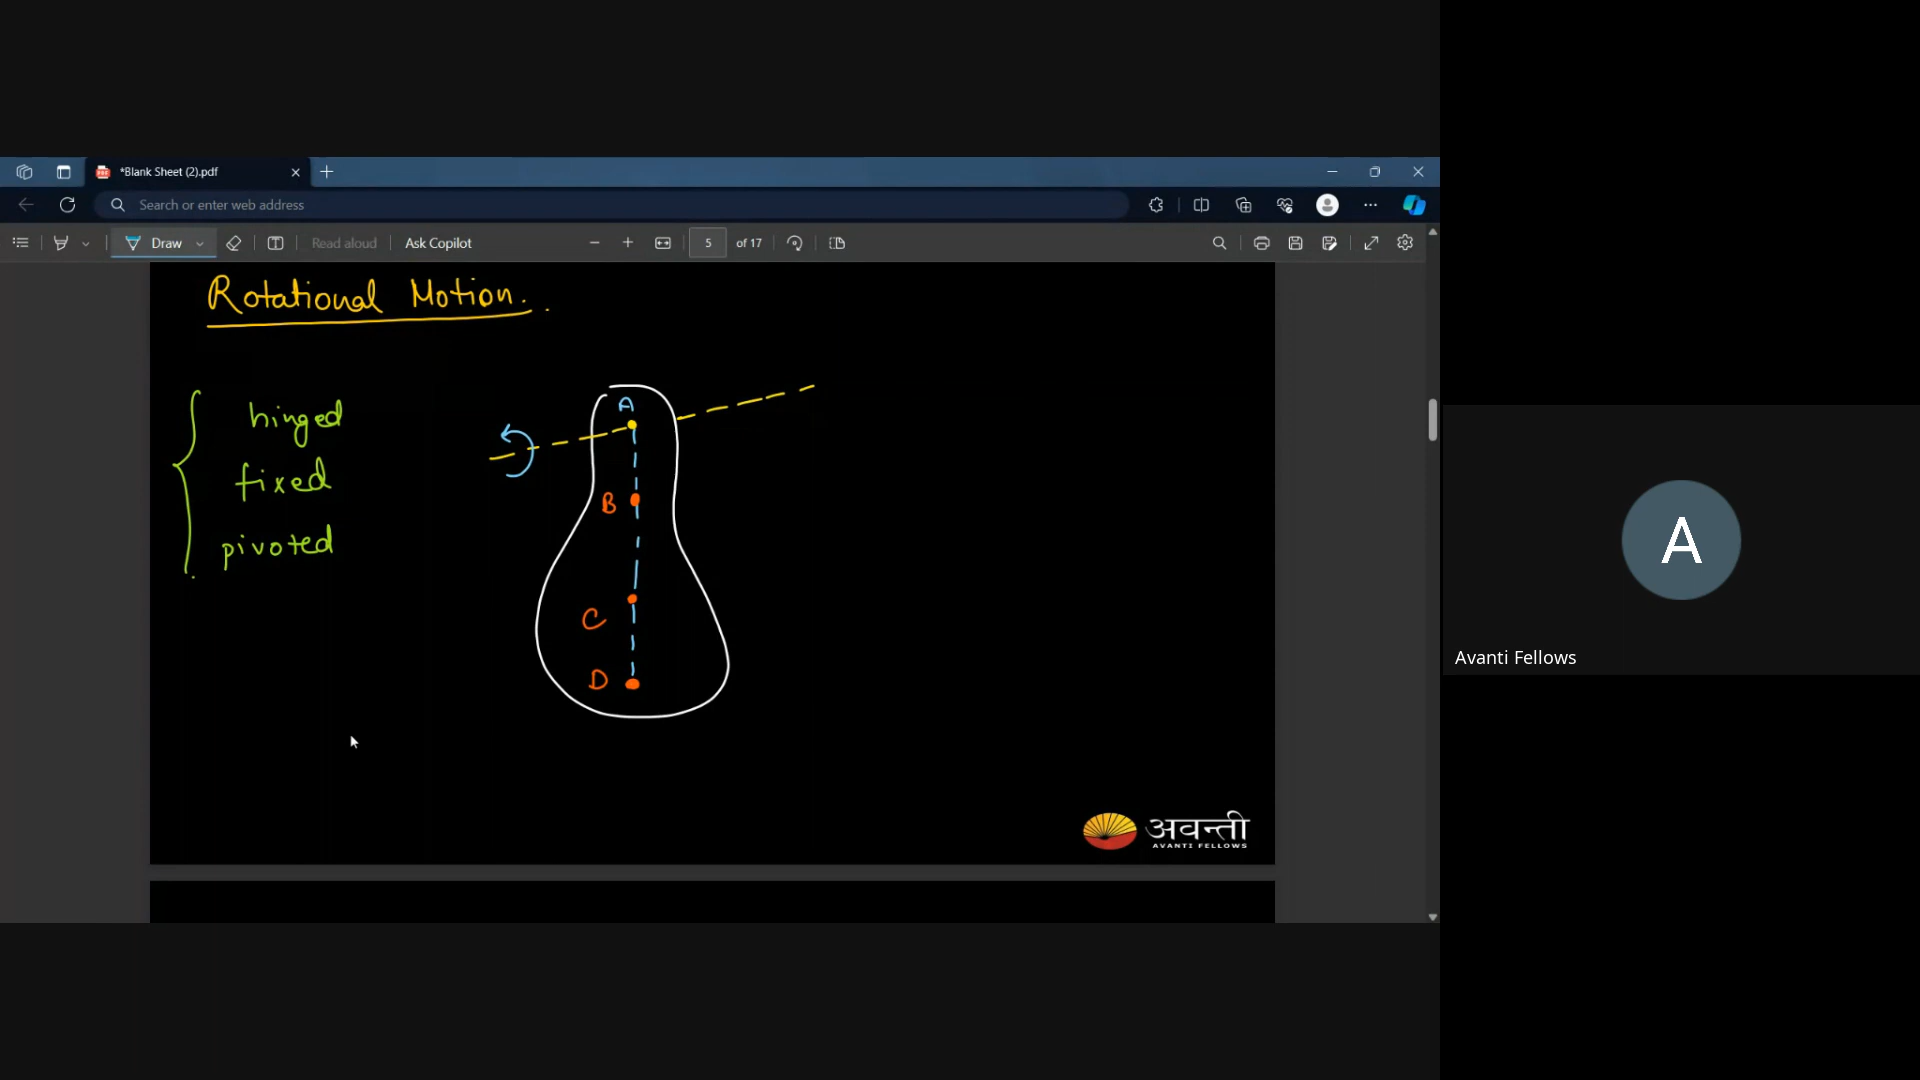 *Blank Sheet (2).pdf
Search or enter web address
Draw
Read aloud
Ask Copilot
5 of 17
Rotational Motion.
hinged
fixed
pivoted
A
B
C
D
अवन्ती
AVANTI FELLOWS
A
Avanti Fellows